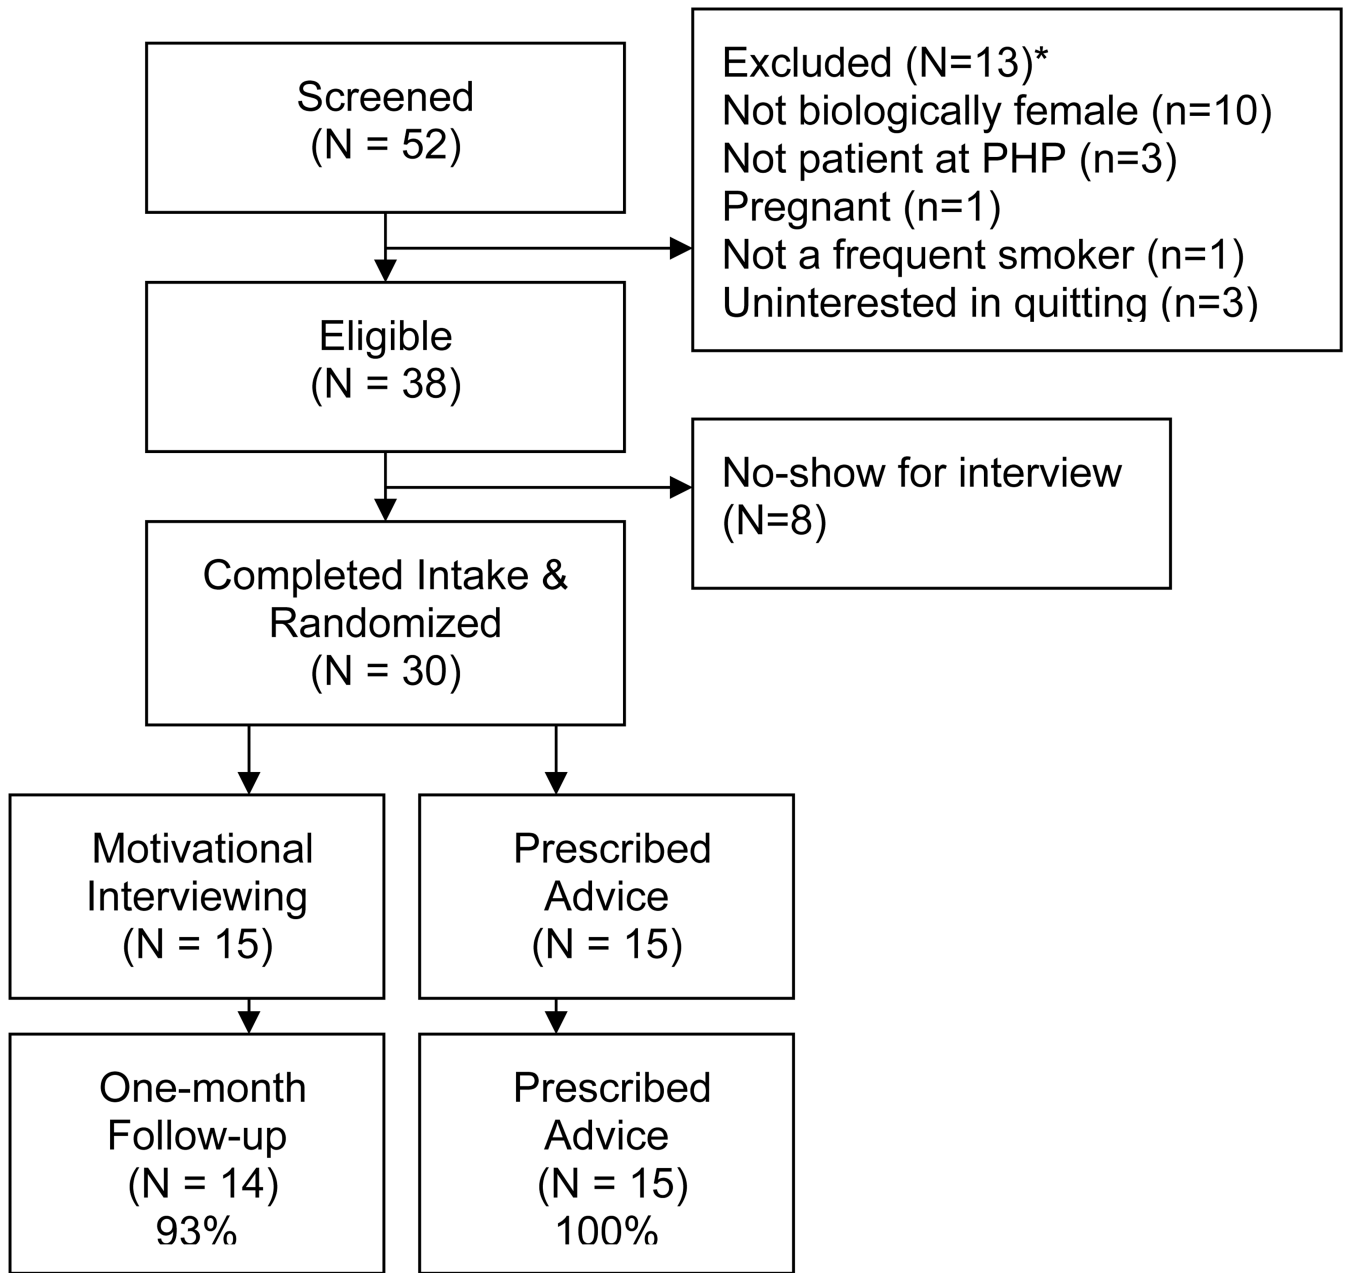 Screened
(N = 52)
Excluded (N=13)*
Not biologically female (n=10)
Not patient at PHP (n=3)
Pregnant (n=1)
Not a frequent smoker (n=1)
Uninterested in quitting (n=3)
Eligible
(N = 38)
No-show for interview
(N=8)
Completed Intake &
Randomized
(N = 30)
Motivational
Interviewing
(N = 15)
Prescribed
Advice
(N = 15)
One-month
Follow-up
(N = 14)
93%
Prescribed
Advice
(N = 15)
100%